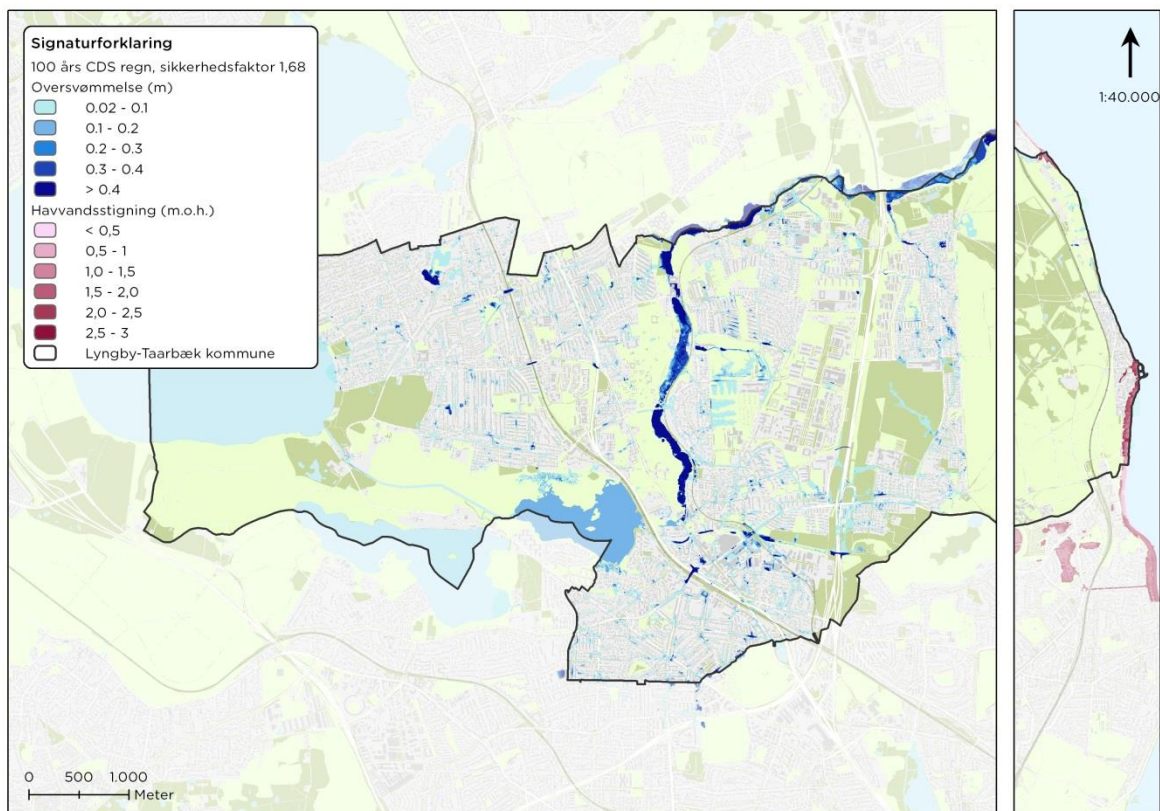 Signaturforklaring
100 års CDS regn, sikkerhedsfaktor 1,68
Oversvømmelse (m)
0.02 - 0.1
0.1 - 0.2
0.2 - 0.3
0.3 - 0.4
> 0.4
Havvandsstigning (m.o.h.)
< 0,5
0,5 - 1
1,0 - 1,5
1,5 - 2,0
2,0 - 2,5
2,5 - 3
Lyngby-Taarbæk kommune
1:40.000
0 500 1.000
Meter